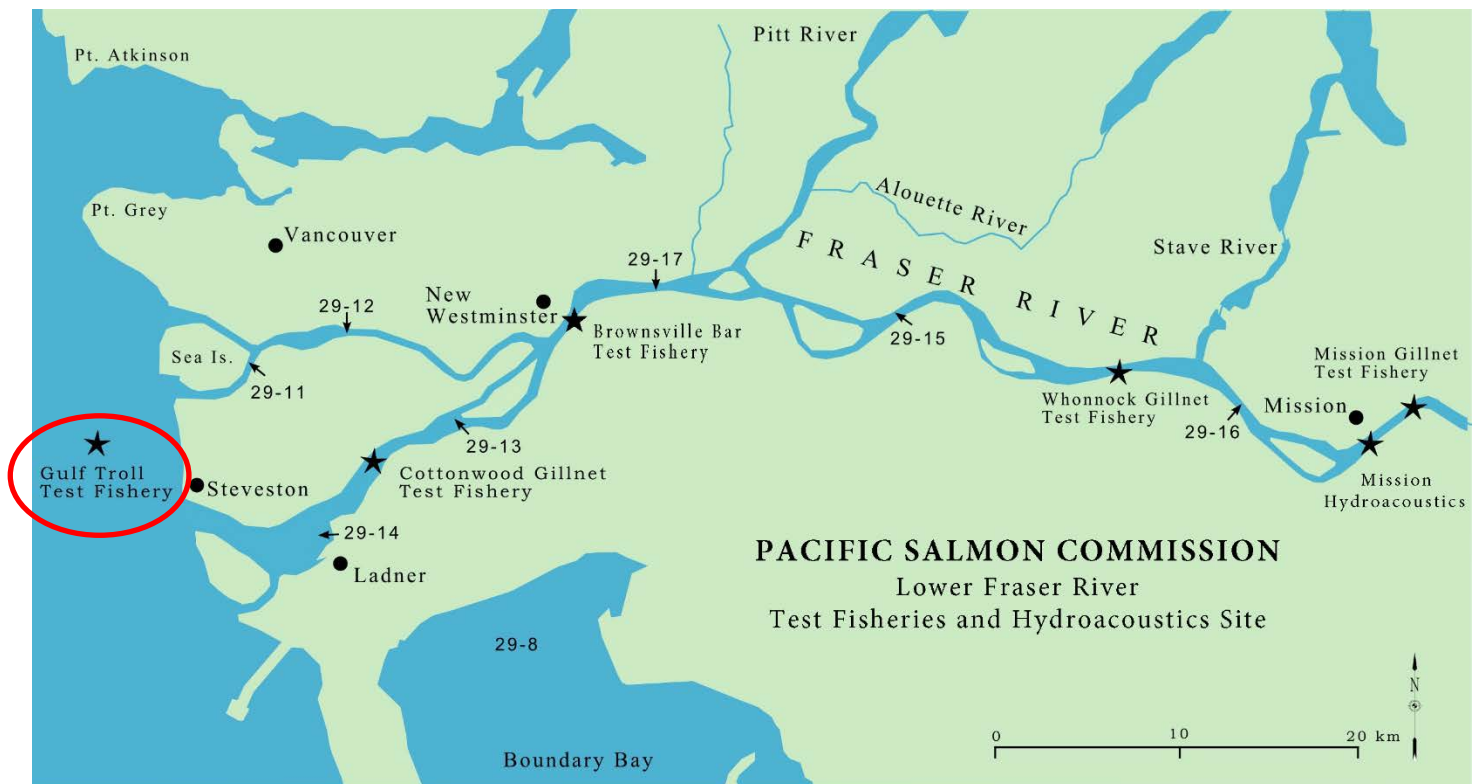 Pitt River
Pt. Atkinson
Alouette River
Pt. Grey
Vancouver
FRASER RIVER
Stave River
29-17
New
Westminster
29-12
Brownsville Bar
Test Fishery
29-15
Sea Is.
29-11
Mission Gillnet
Test Fishery
Whonnock Gillnet
Test Fishery
Mission
29-16
29-13
Gulf Troll
Test Fishery
Steveston
Cottonwood Gillnet
Test Fishery
Mission
Hydroacoustics
29-14
Ladner
PACIFIC SALMON COMMISSION
Lower Fraser River
Test Fisheries and Hydroacoustics Site
29-8
N
0 10 20 km
Boundary Bay